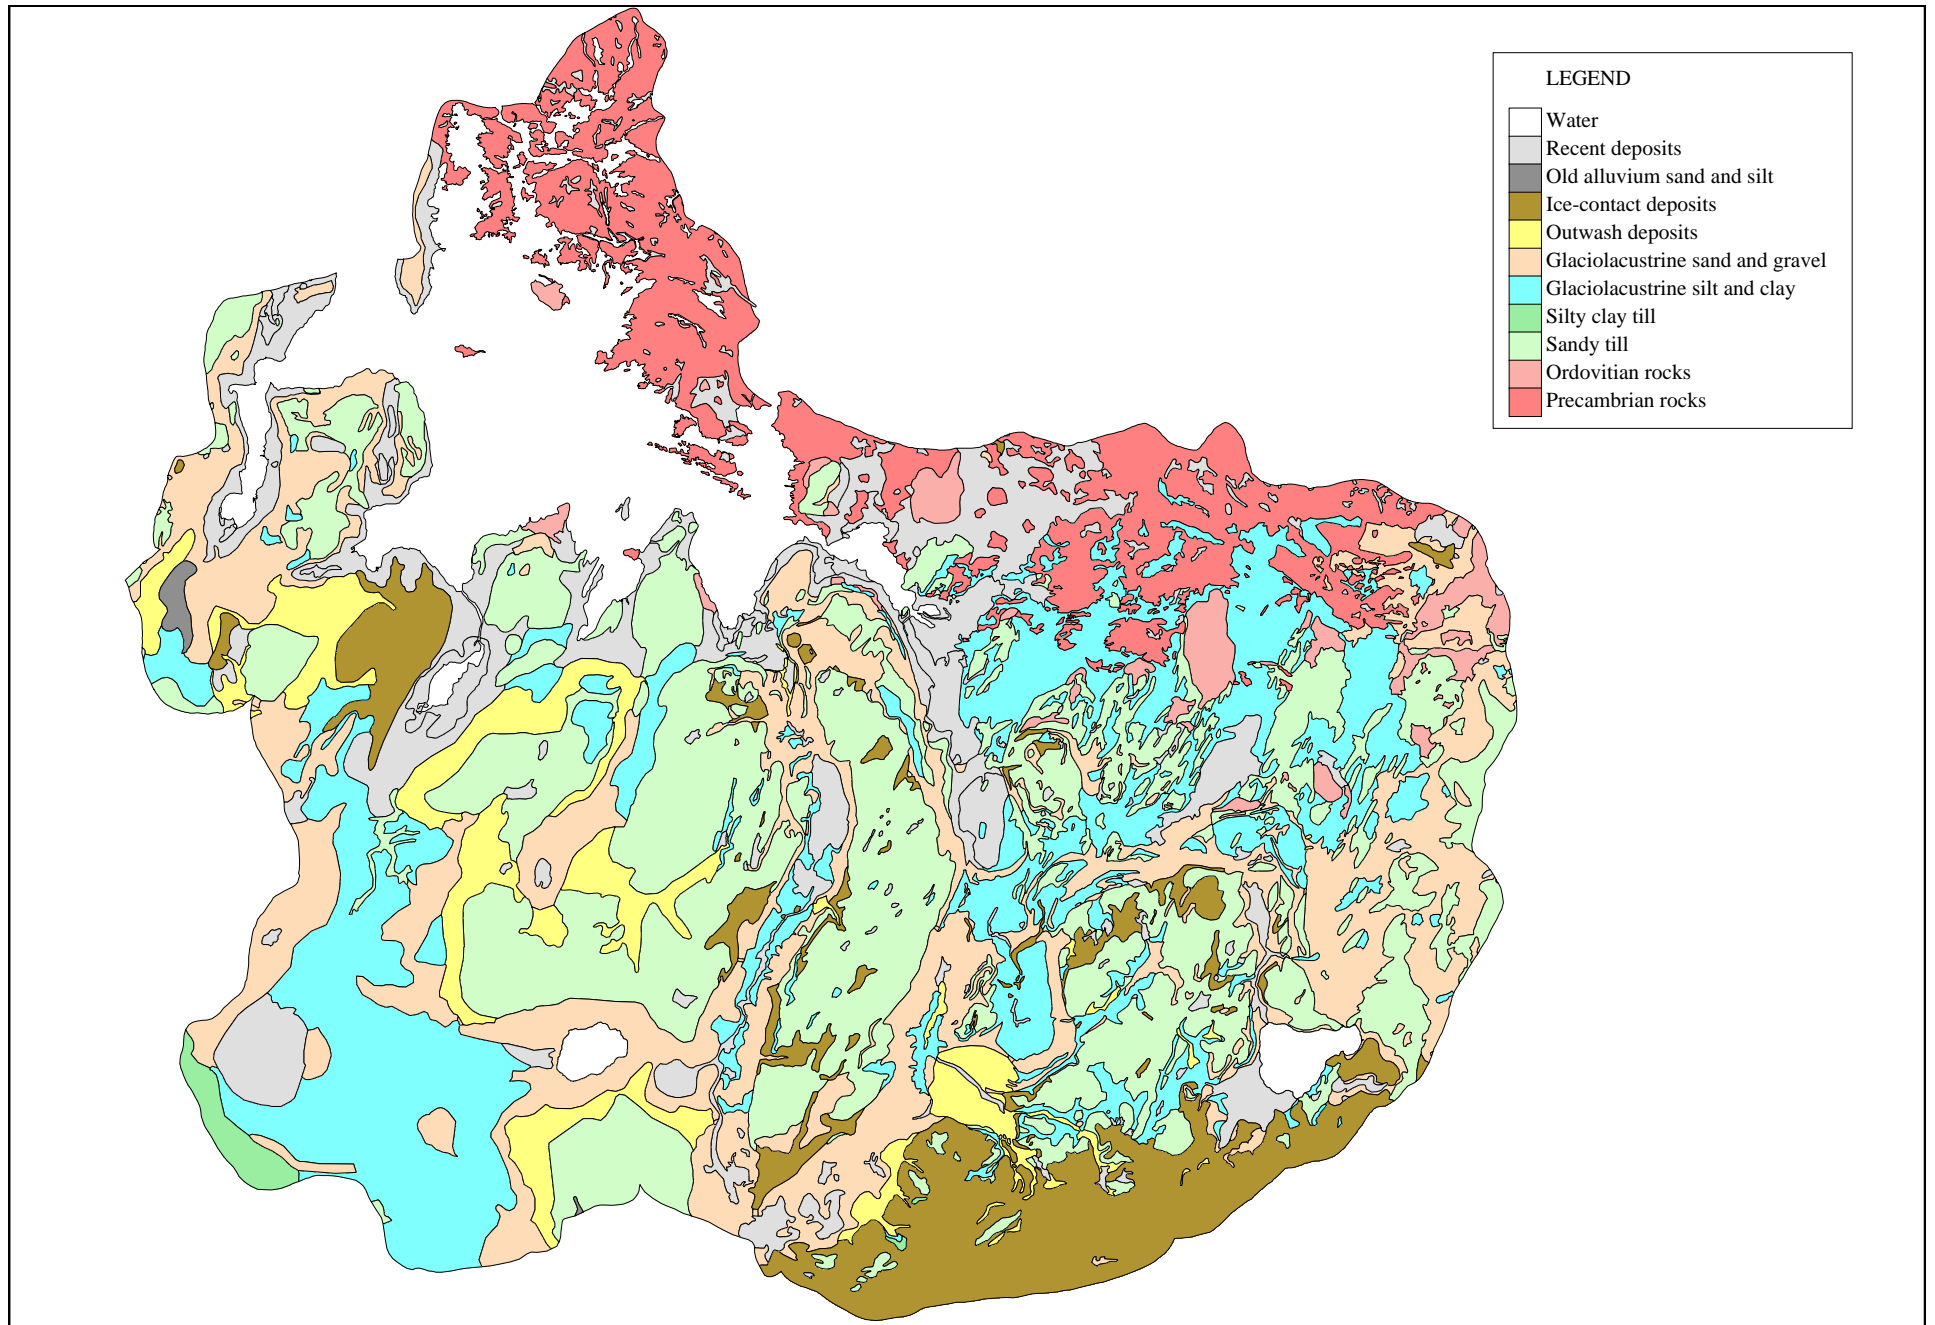 LEGEND
Water
Recent deposits
Old alluvium sand and silt
Ice-contact deposits
Outwash deposits
Glaciolacustrine sand and gravel
Glaciolacustrine silt and clay
Silty clay till
Sandy till
Ordovitian rocks
Precambrian rocks